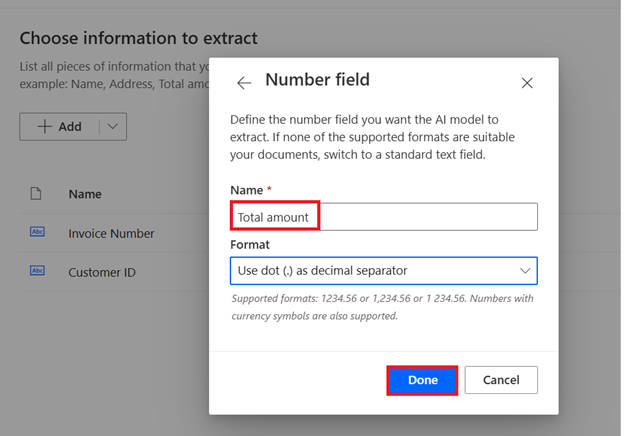 Choose information to extract
List all pieces of information that yo
example: Name, Address, Total amo
Add
Name
Abc Invoice Number
Abc Customer ID
Number field
Define the number field you want the AI model to
extract. If none of the supported formats are suitable
your documents, switch to a standard text field.
Name *
Total amount
Format
Use dot (.) as decimal separator
Supported formats: 1234.56 or 1,234.56 or 1 234.56. Numbers with
currency symbols are also supported.
Done
Cancel